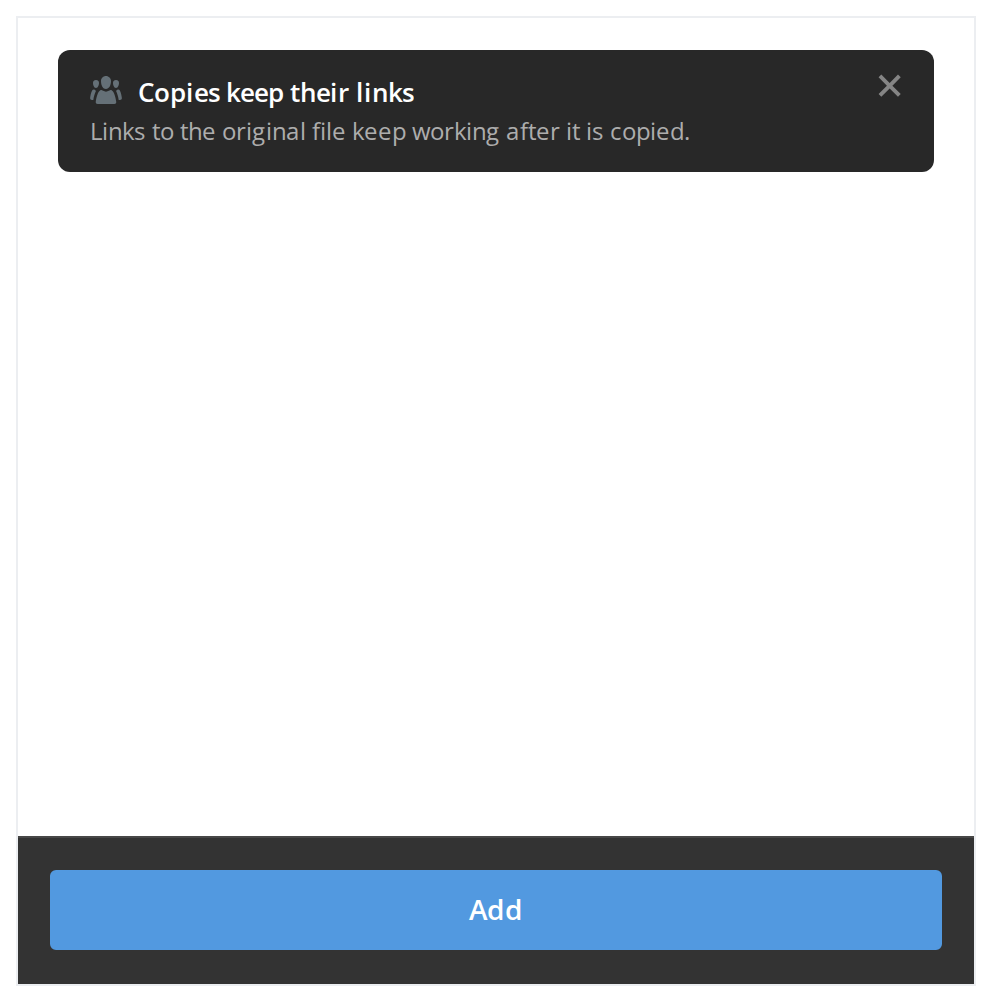 Copies keep their links
Links to the original file keep working after it is copied.
Add